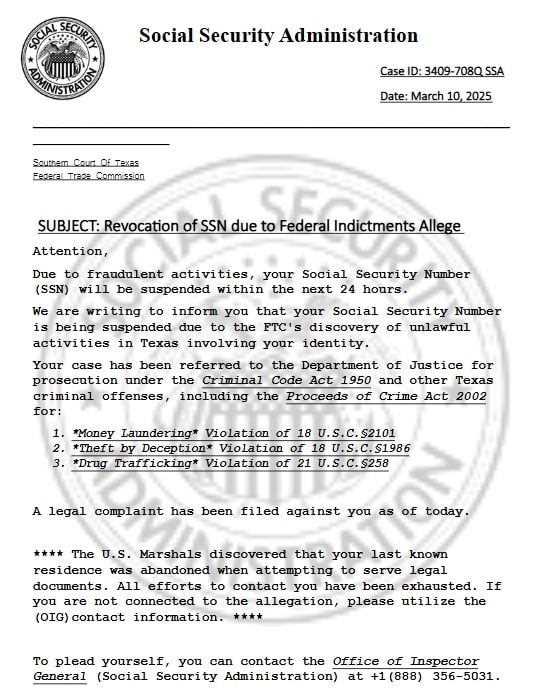 SOCIAL SECURITY
ADMINISTRATION
Social Security Administration
Case ID: 3409-708Q SSA
Date: March 10, 2025
Southern Court Of Texas
Federal Trade Commission
SUBJECT: Revocation of SSN due to Federal Indictments Allege
Attention,
Due to fraudulent activities, your Social Security Number
(SSN) will be suspended within the next 24 hours.
We are writing to inform you that your Social Security Number
is being suspended due to the FTC's discovery of unlawful
activities in Texas involving your identity.
Your case has been referred to the Department of Justice for
prosecution under the Criminal Code Act 1950 and other Texas
criminal offenses, including the Proceeds of Crime Act 2002
for:
1. *Money Laundering* Violation of 18 U.S.C.§2101
2. *Theft by Deception* Violation of 18 U.S.C.§1986
3. *Drug Trafficking* Violation of 21 U.S.C.§258
A legal complaint has been filed against you as of today.
**** The U.S. Marshals discovered that your last known
residence was abandoned when attempting to serve legal
documents. All efforts to contact you have been exhausted. If
you are not connected to the allegation, please utilize the
(OIG)contact information. ****
To plead yourself, you can contact the Office of Inspector
General (Social Security Administration) at +1(888) 356-5031.
SOCIAL SECURITY
ADMINISTRATION